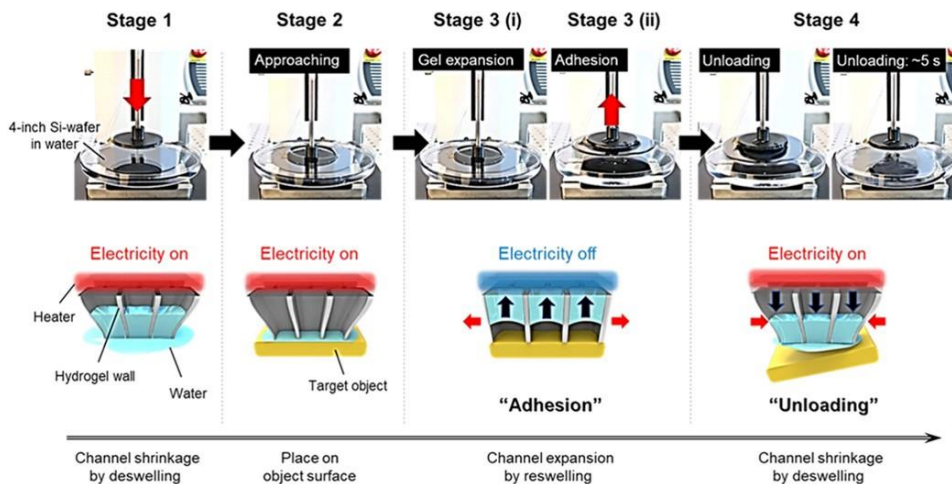 Stage 1
Stage 2
Stage 3 (i)
Stage 3 (ii)
Stage 4
Approaching
Gel expansion
Adhesion
Unloading
Unloading: ~5 s
4-inch Si-wafer
in water
Electricity on
Electricity on
Electricity off
Electricity on
Heater
Hydrogel wall
Water
Target object
“Adhesion”
“Unloading”
Channel shrinkage
by deswelling
Place on
object surface
Channel expansion
by reswelling
Channel shrinkage
by deswelling